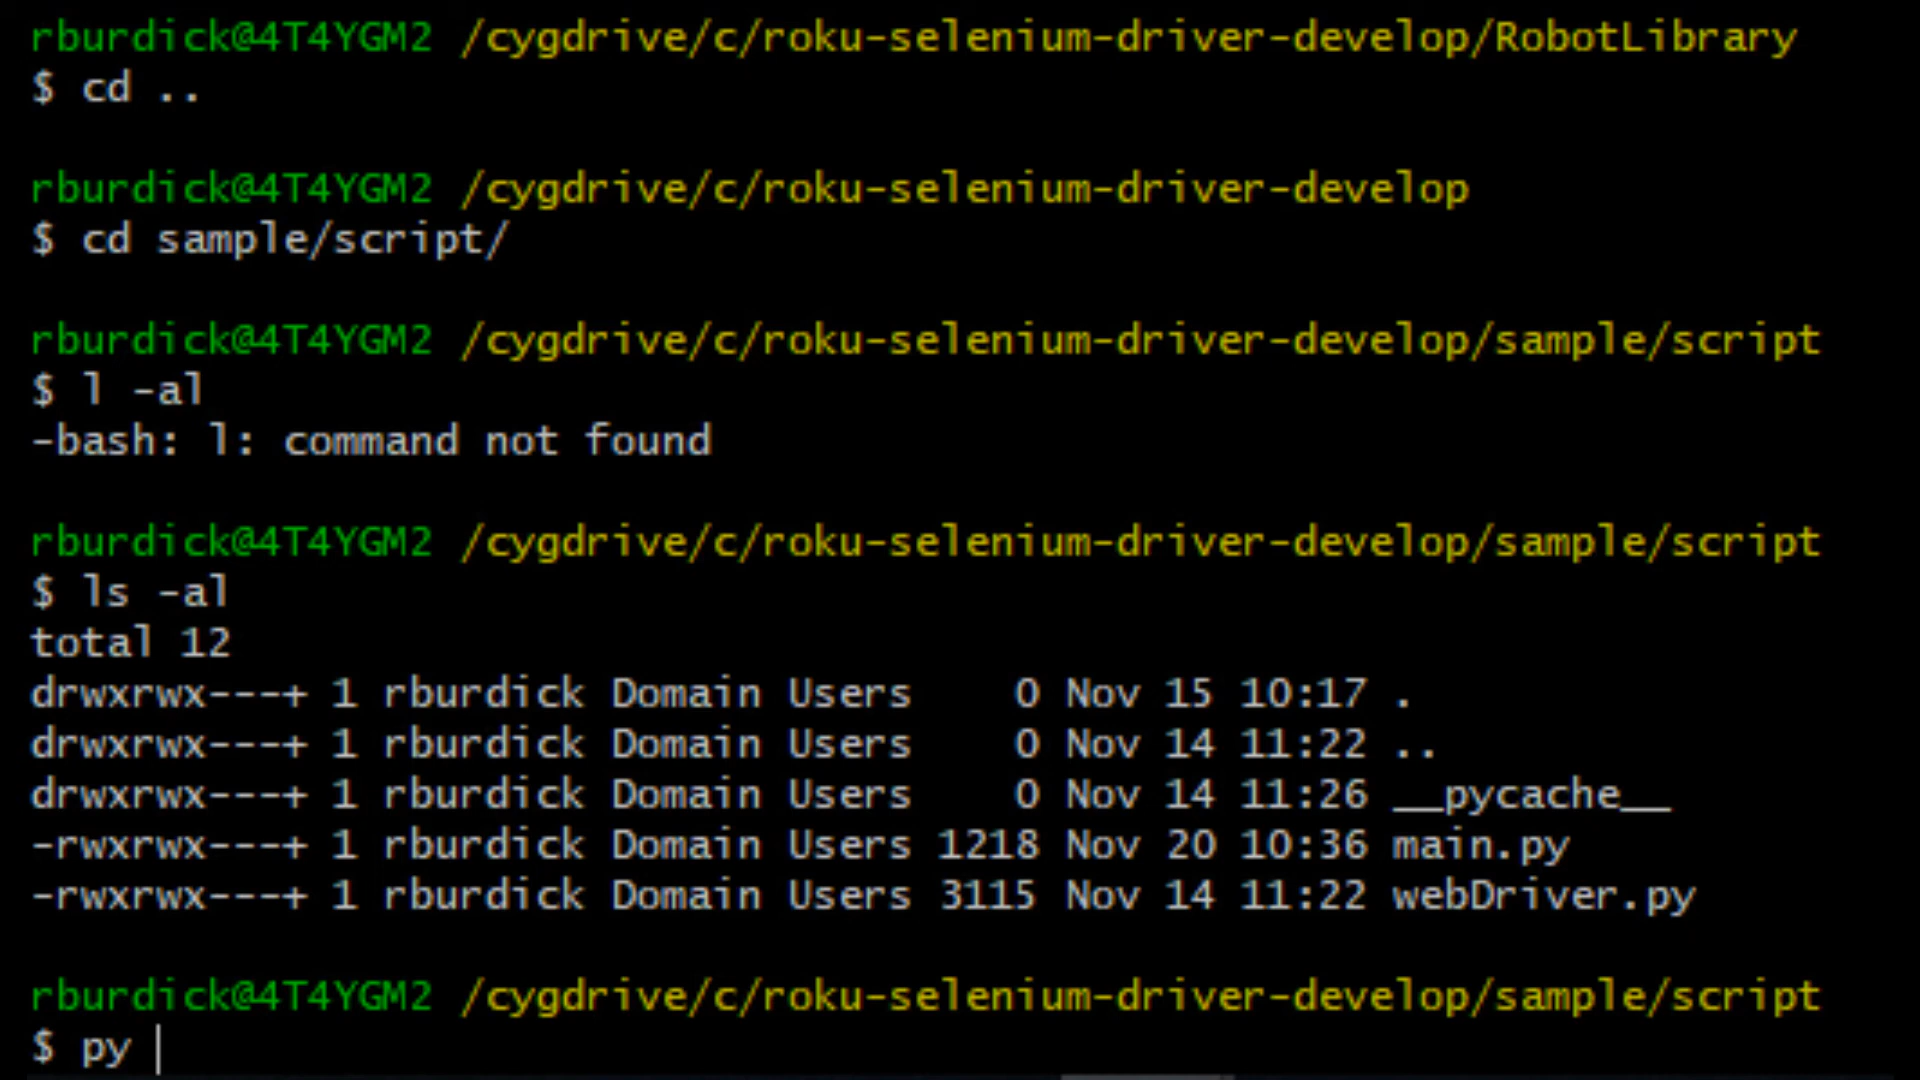 rburdick@4T4YGM2 /cygdrive/c/roku-selenium-driver-develop/RobotLibrary
$ cd ..
rburdick@4T4YGM2 /cygdrive/c/roku-selenium-driver-develop
$ cd sample/script/
rburdick@4T4YGM2 /cygdrive/c/roku-selenium-driver-develop/sample/script
$ l -al
-bash: l: command not found
rburdick@4T4YGM2 /cygdrive/c/roku-selenium-driver-develop/sample/script
$ ls -al
total 12
drwxrwx---+ 1 rburdick Domain Users    0 Nov 15 10:17 .
drwxrwx---+ 1 rburdick Domain Users    0 Nov 14 11:22 ..
drwxrwx---+ 1 rburdick Domain Users    0 Nov 14 11:26 __pycache__
-rwxrwx---+ 1 rburdick Domain Users 1218 Nov 20 10:36 main.py
-rwxrwx---+ 1 rburdick Domain Users 3115 Nov 14 11:22 webDriver.py
rburdick@4T4YGM2 /cygdrive/c/roku-selenium-driver-develop/sample/script
$ py